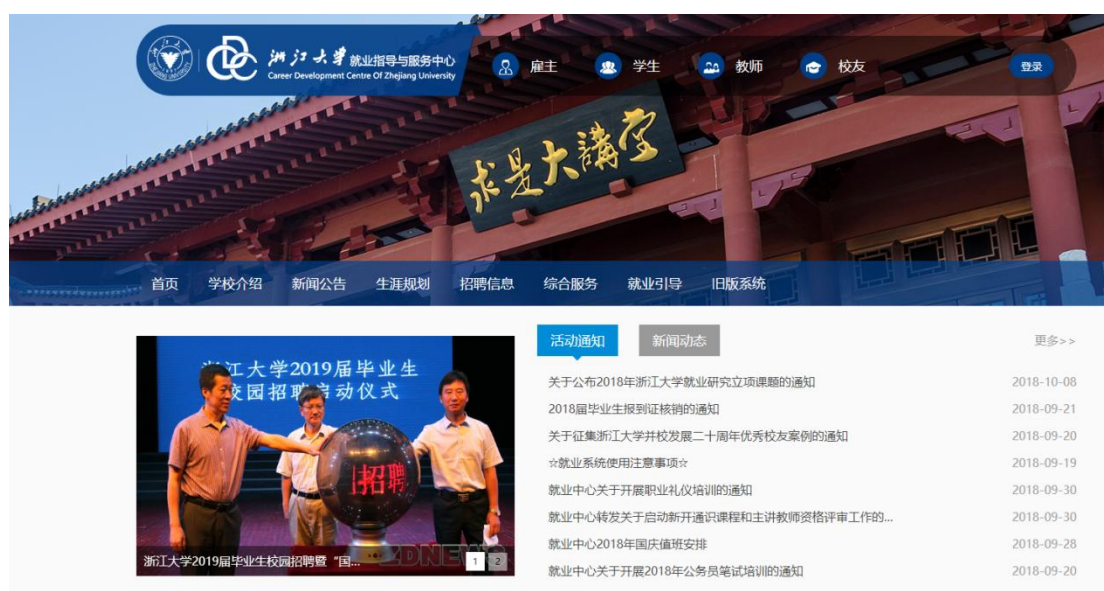 浙江大学 就业指导与服务中心
Career Development Centre Of Zhejiang University
CDC
雇主 学生 教师 校友 登录
求是大講堂
首页 学校介绍 新闻公告 生涯规划 招聘信息 综合服务 就业引导 旧版系统
活动通知 新闻动态 更多>>
浙江大学2019届毕业生
校园招聘启动仪式
招聘
ZDNEWS
浙江大学2019届毕业生校园招聘暨“国... 1 2
关于公布2018年浙江大学就业研究立项课题的通知 2018-10-08
2018届毕业生报到证核销的通知 2018-09-21
关于征集浙江大学并校发展二十周年优秀校友案例的通知 2018-09-20
☆就业系统使用注意事项☆ 2018-09-19
就业中心关于开展职业礼仪培训的通知 2018-09-30
就业中心转发关于启动新开通识课程和主讲教师资格评审工作的... 2018-09-30
就业中心2018年国庆值班安排 2018-09-28
就业中心关于开展2018年公务员笔试培训的通知 2018-09-20